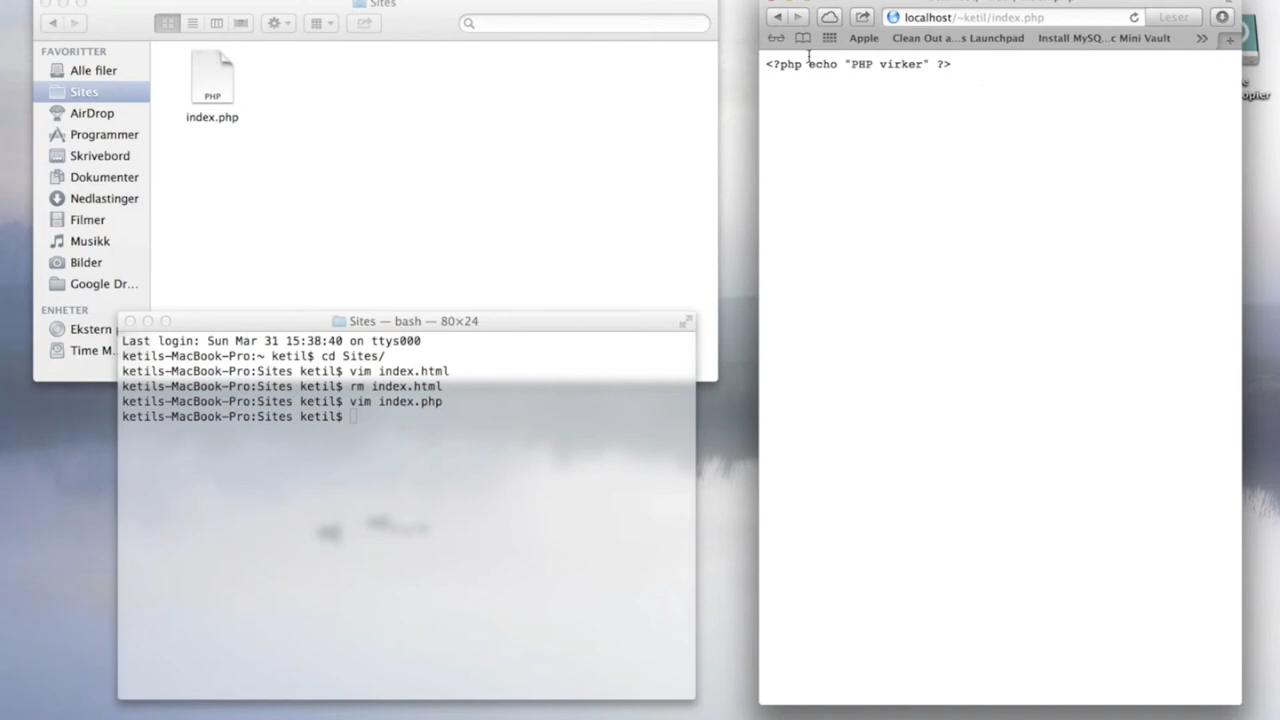 Sites
FAVORITTER
Alle filer
Sites
AirDrop
Programmer
Skrivebord
Dokumenter
Nedlastinger
Filmer
Musikk
Bilder
Google Dr...
ENHETER
Ekstern
Time M...
PHP
index.php
Sites — bash — 80×24
Last login: Sun Mar 31 15:38:40 on ttys000
ketils-MacBook-Pro:~ ketil$ cd Sites/
ketils-MacBook-Pro:Sites ketil$ vim index.html
ketils-MacBook-Pro:Sites ketil$ rm index.html
ketils-MacBook-Pro:Sites ketil$ vim index.php
ketils-MacBook-Pro:Sites ketil$
localhost/~ketil/index.php
Leser
Apple Clean Out a...s Launchpad Install MySQ...c Mini Vault
<?php echo "PHP virker" ?>